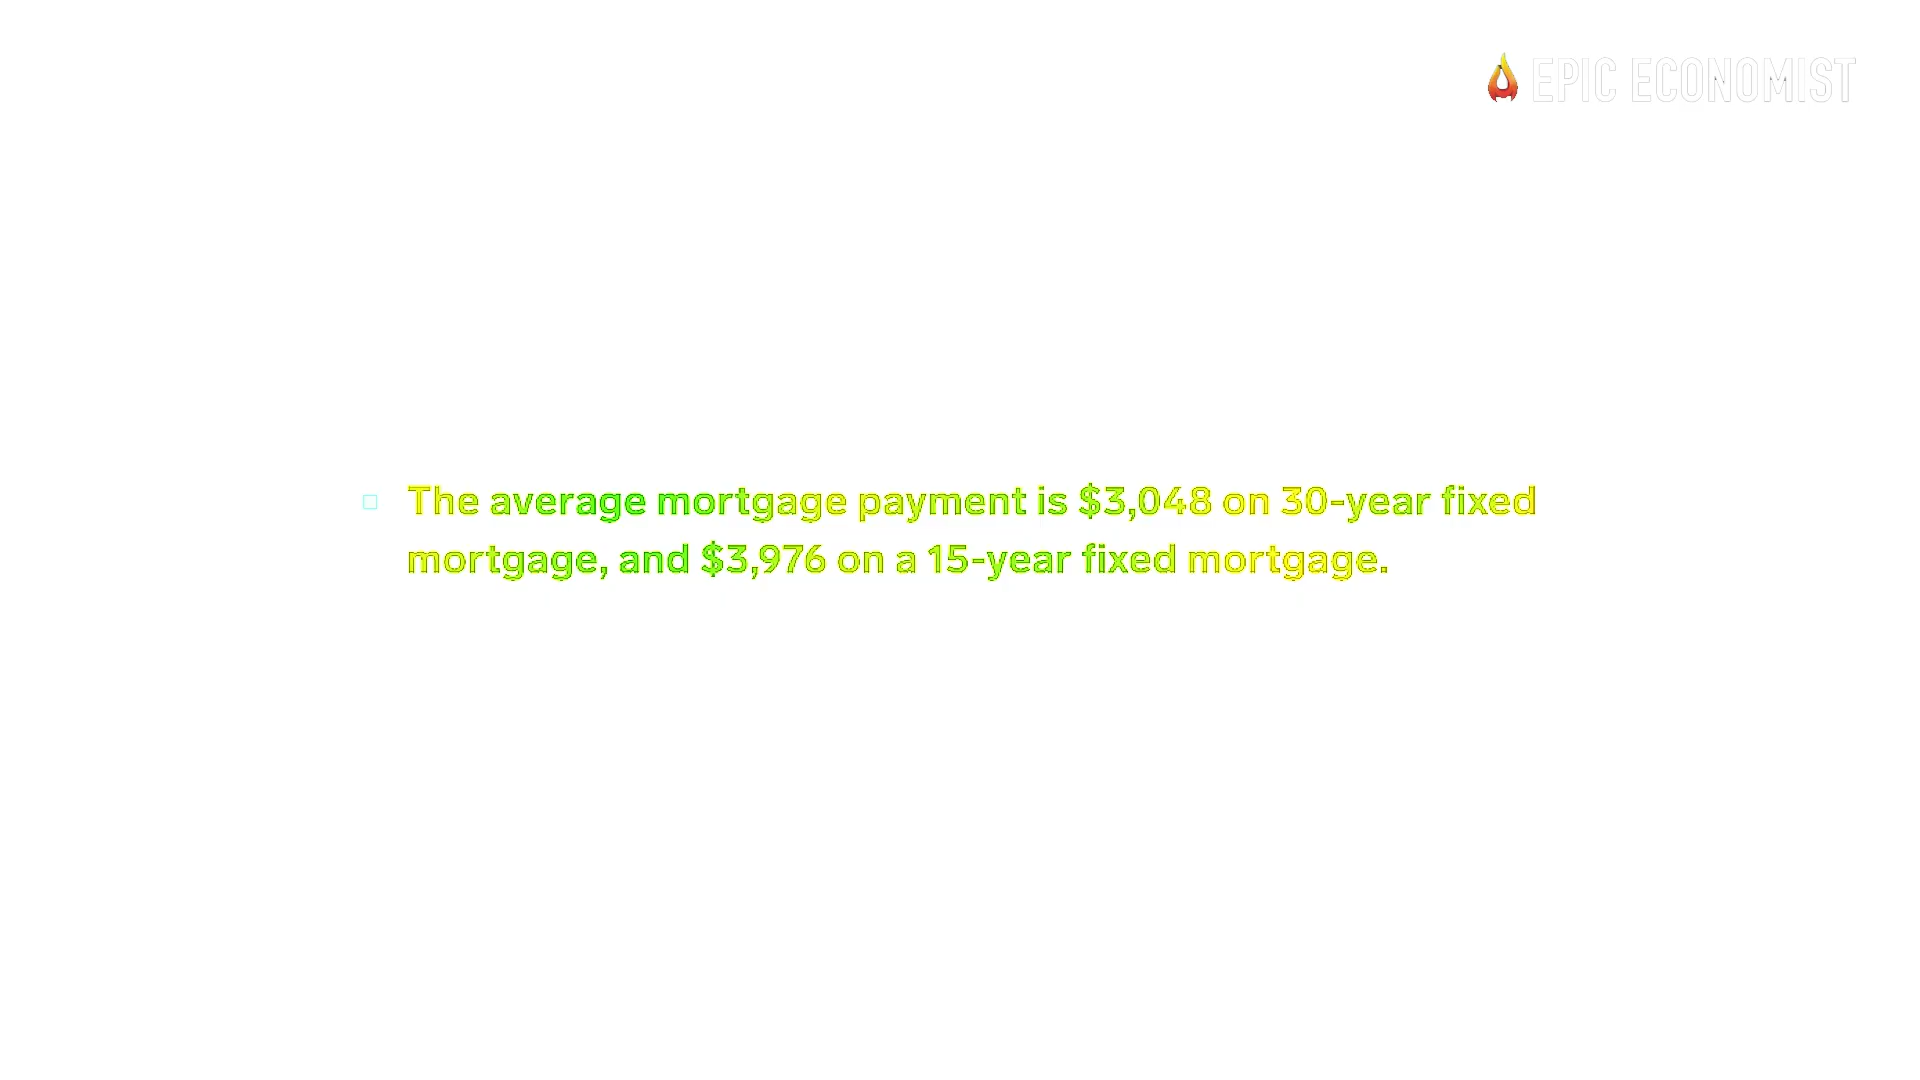 EPIC ECONOMIST
The average mortgage payment is $3,048 on 30-year fixed
mortgage, and $3,976 on a 15-year fixed mortgage.